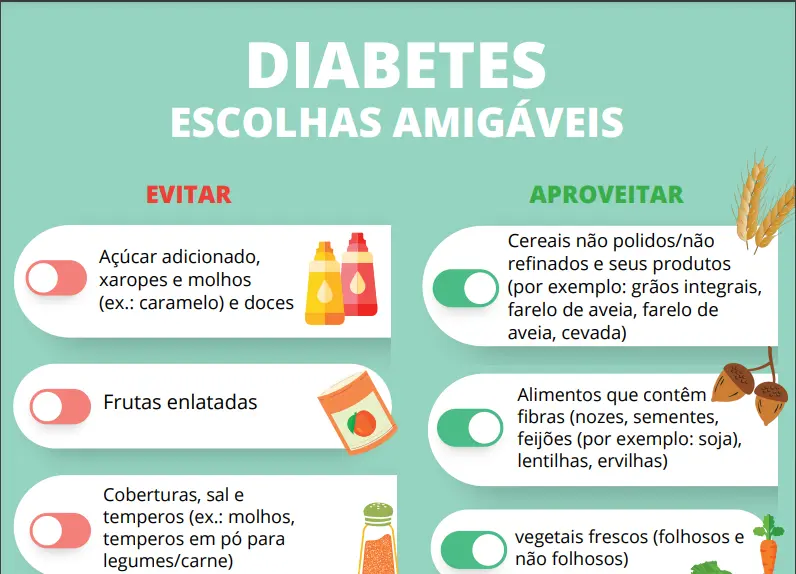 DIABETES
ESCOLHAS AMIGÁVEIS
EVITAR
Açúcar adicionado,
xaropes e molhos
(ex.: caramelo) e doces
Frutas enlatadas
Coberturas, sal e
temperos (ex.: molhos,
temperos em pó para
legumes/carne)
APROVEITAR
Cereais não polidos/não
refinados e seus produtos
(por exemplo: grãos integrais,
farelo de aveia, farelo de
aveia, cevada)
Alimentos que contêm
fibras (nozes, sementes,
feijões (por exemplo: soja),
lentilhas, ervilhas)
vegetais frescos (folhosos e
não folhosos)